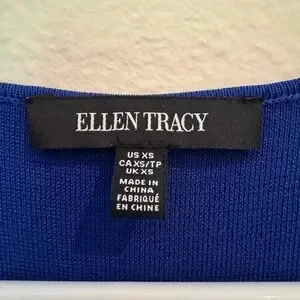 ELLEN TRACY
US XS
CA XS/TP
UK XS
MADE IN
CHINA
FABRIQUÉ
EN CHINE